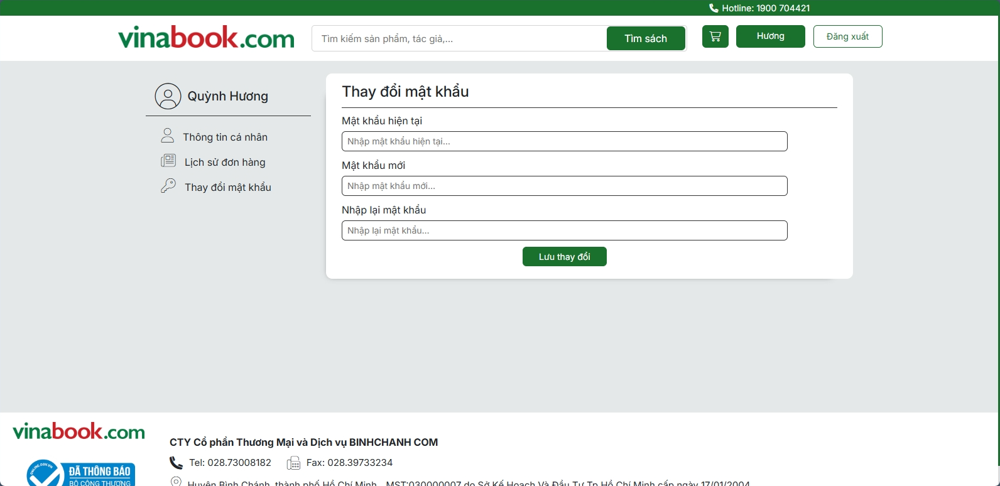 Hotline: 1900 704421
vinabook.com
Tìm kiếm sản phẩm, tác giả,...
Tìm sách
Hương
Đăng xuất
Quỳnh Hương
Thông tin cá nhân
Lịch sử đơn hàng
Thay đổi mật khẩu
Thay đổi mật khẩu
Mật khẩu hiện tại
Nhập mật khẩu hiện tại...
Mật khẩu mới
Nhập mật khẩu mới...
Nhập lại mật khẩu
Nhập lại mật khẩu...
Lưu thay đổi
vinabook.com
ONLINE.GOV.VN
ĐÃ THÔNG BÁO
BỘ CÔNG THƯƠNG
CTY Cổ phần Thương Mại và Dịch vụ BINHCHANH COM
Tel: 028.73008182
Fax: 028.39733234
Huyện Bình Chánh, thành phố Hồ Chí Minh - MST:030000007 do Sở Kế Hoạch Và Đầu Tư Tp Hồ Chí Minh cấp ngày 17/01/2004